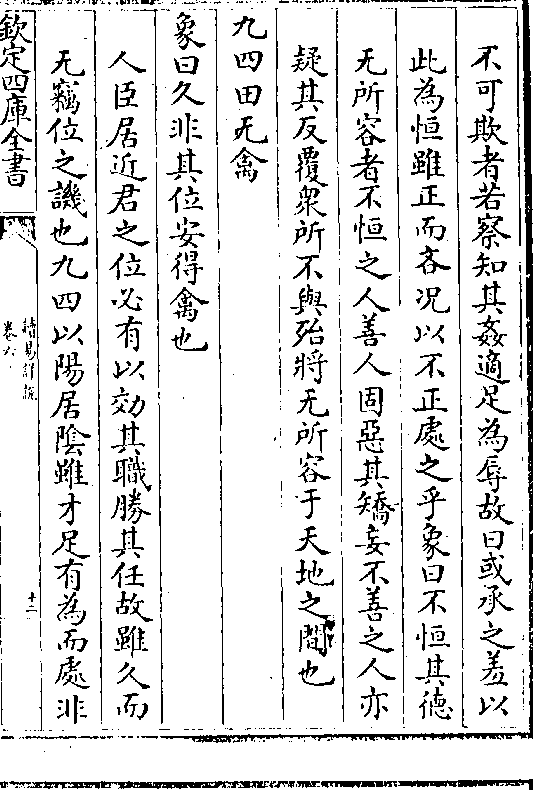 不可欺者若察知其姦適足為辱故曰或承之羞以
此為恒雖正而吝况以不正處之乎象曰不恒其德
无所容者不恒之人善人固惡其矯妄不善之人亦
疑其反覆衆所不與殆將无所容于天地之間也
九四田无禽
象曰久非其位安得禽也
人臣居近君之位必有以効其職勝其任故雖久而
无竊位之譏也九四以陽居陰雖才足有為而處非
欽定四庫全書
讀易詳說
卷六
十二